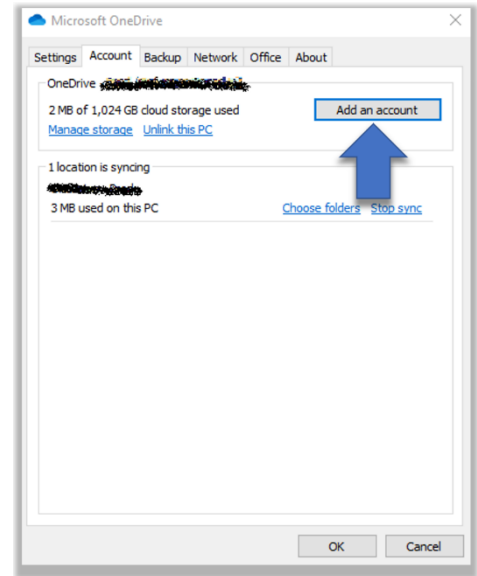 Microsoft OneDrive
Settings Account Backup Network Office About
OneDrive
2 MB of 1,024 GB cloud storage used
Add an account
Manage storage Unlink this PC
1 location is syncing
3 MB used on this PC
Choose folders Stop sync
OK Cancel